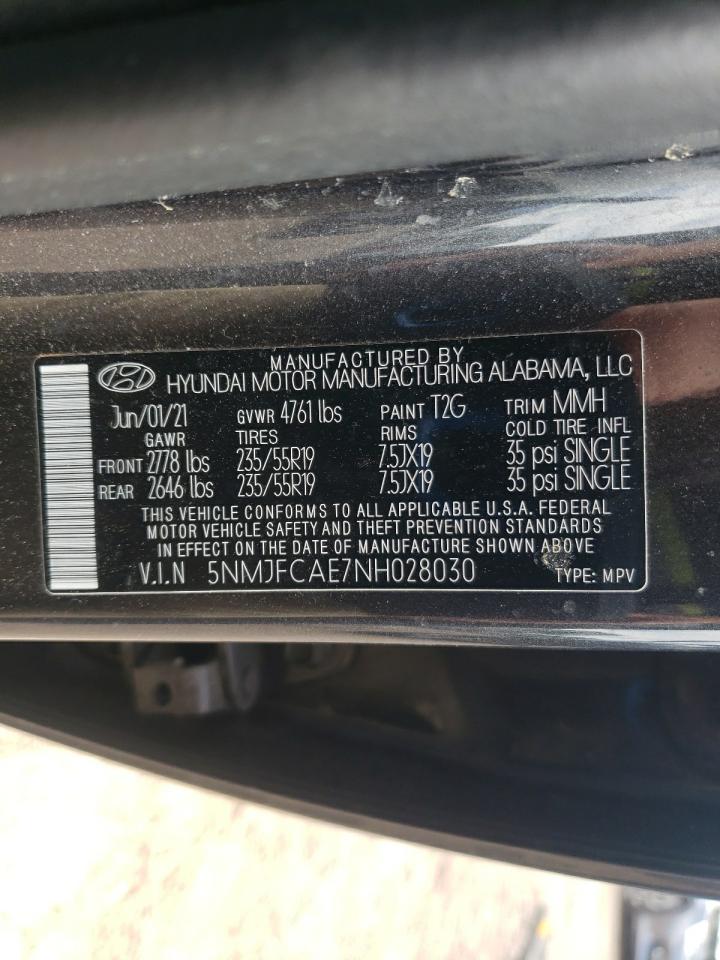 MANUFACTURED BY
HYUNDAI MOTOR MANUFACTURING ALABAMA, LLC
Jun/01/21 GVWR 4761 lbs PAINT T2G TRIM MMH
GAWR TIRES RIMS COLD TIRE INFL
FRONT 2778 lbs 235/55R19 7.5JX19 35 psi SINGLE
REAR 2646 lbs 235/55R19 7.5JX19 35 psi SINGLE
THIS VEHICLE CONFORMS TO ALL APPLICABLE U.S.A. FEDERAL
MOTOR VEHICLE SAFETY AND THEFT PREVENTION STANDARDS
IN EFFECT ON THE DATE OF MANUFACTURE SHOWN ABOVE
V.I.N 5NMJFCAE7NH028030 TYPE: MPV